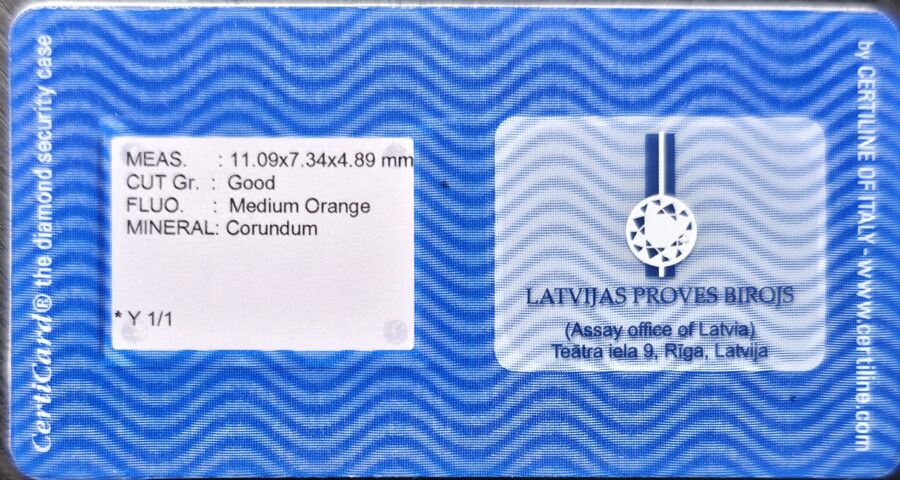 CertiCard® the diamond security case
MEAS. : 11.09x7.34x4.89 mm
CUT Gr. : Good
FLUO. : Medium Orange
MINERAL: Corundum
* Y 1/1
LATVIJAS PROVES BIROJS
(Assay office of Latvia)
Teātra iela 9, Rīga, Latvija
by CERTILINE OF ITALY - www.certiline.com